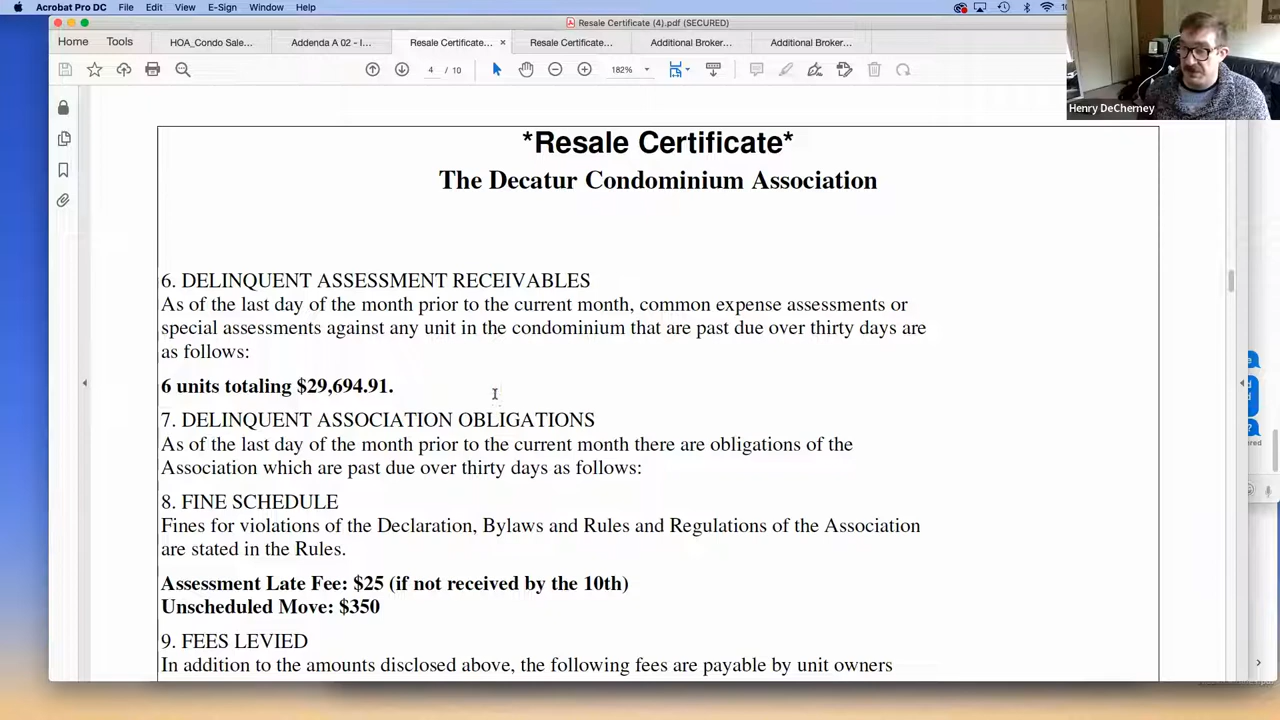 Acrobat Pro DC File Edit View E-Sign Window Help
Resale Certificate (4).pdf (SECURED)
Home Tools HOA_Condo Sale... Addenda A 02 - I... Resale Certificate... × Resale Certificate... Additional Broker... Additional Broker...
4 / 10 182%
Henry DeCherney
*Resale Certificate*
The Decatur Condominium Association
6. DELINQUENT ASSESSMENT RECEIVABLES
As of the last day of the month prior to the current month, common expense assessments or
special assessments against any unit in the condominium that are past due over thirty days are
as follows:
6 units totaling $29,694.91.
7. DELINQUENT ASSOCIATION OBLIGATIONS
As of the last day of the month prior to the current month there are obligations of the
Association which are past due over thirty days as follows:
8. FINE SCHEDULE
Fines for violations of the Declaration, Bylaws and Rules and Regulations of the Association
are stated in the Rules.
Assessment Late Fee: $25 (if not received by the 10th)
Unscheduled Move: $350
9. FEES LEVIED
In addition to the amounts disclosed above, the following fees are payable by unit owners